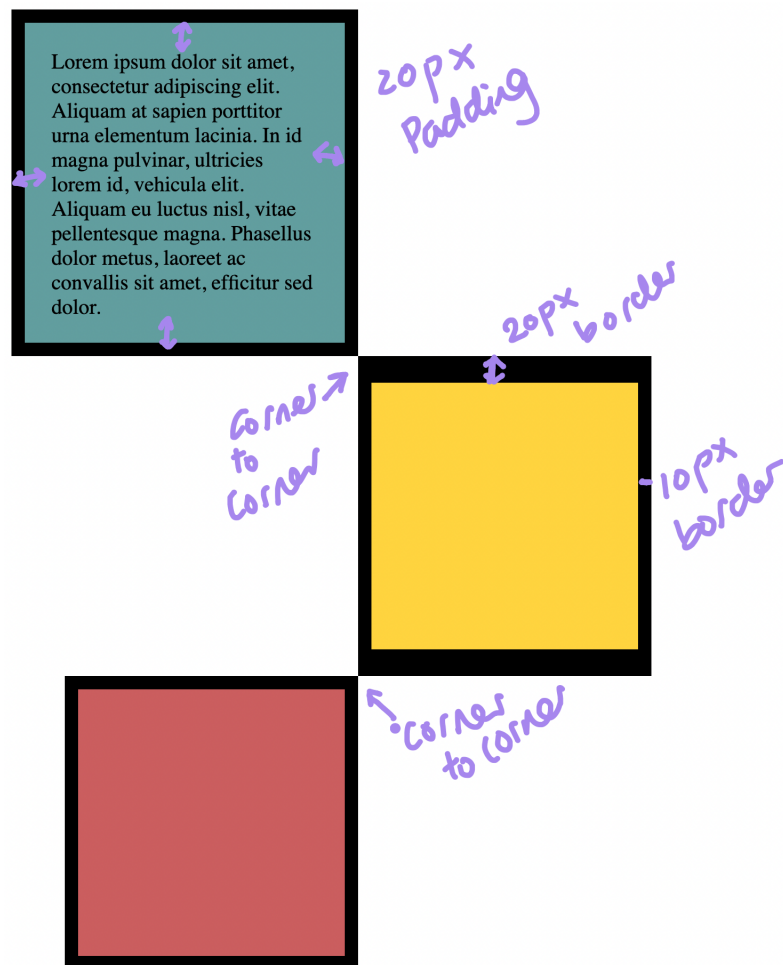 Lorem ipsum dolor sit amet,
consectetur adipiscing elit.
Aliquam at sapien porttitor
urna elementum lacinia. In id
magna pulvinar, ultricies
lorem id, vehicula elit.
Aliquam eu luctus nisl, vitae
pellentesque magna. Phasellus
dolor metus, laoreet ac
convallis sit amet, efficitur sed
dolor.
20px
Padding
20px border
Corner
to
Corner
10px
border
Corner
to corner